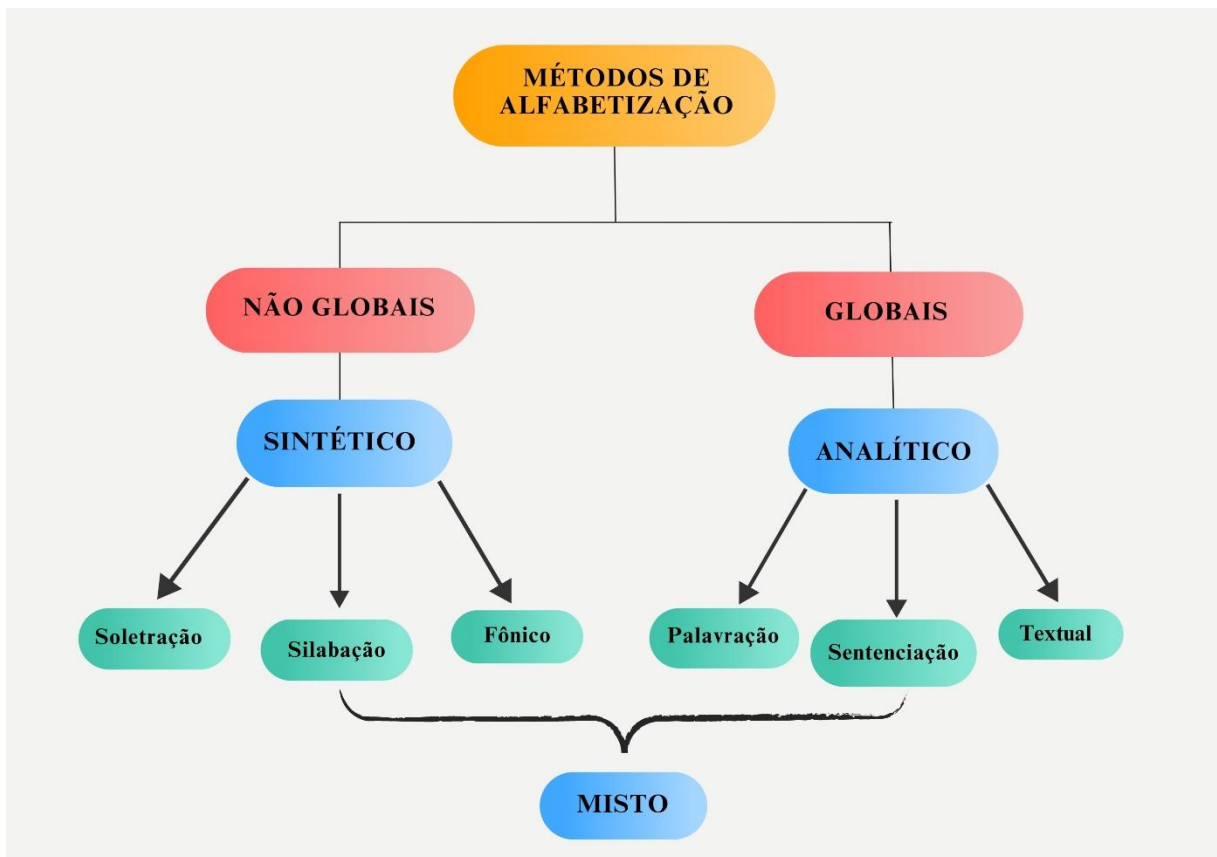 MÉTODOS DE
ALFABETIZAÇÃO
NÃO GLOBAIS
GLOBAIS
SINTÉTICO
ANALÍTICO
Soletração
Silabação
Fônico
Palavração
Sentenciação
Textual
MISTO